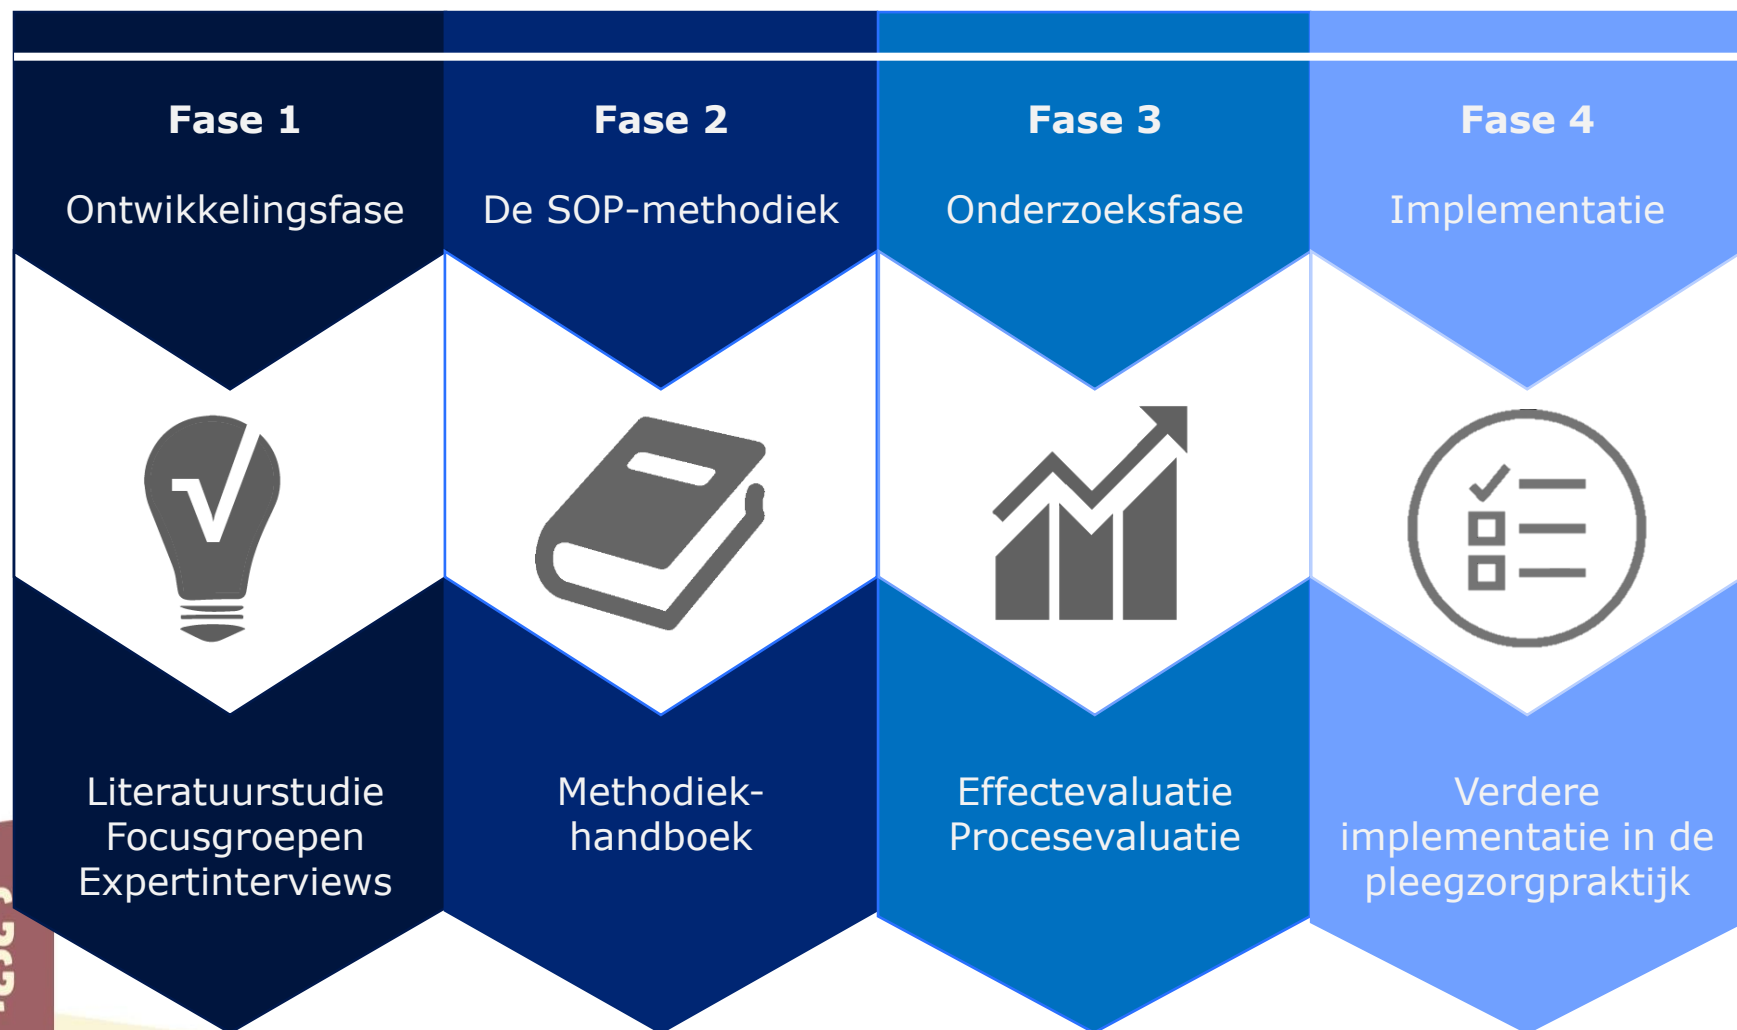 Fase 1
Ontwikkelingsfase
Literatuurstudie
Focusgroepen
Expertinterviews
Fase 2
De SOP-methodiek
Methodiek-
handboek
Fase 3
Onderzoeksfase
Effectevaluatie
Procesevaluatie
Fase 4
Implementatie
Verdere
implementatie in de
pleegzorgpraktijk